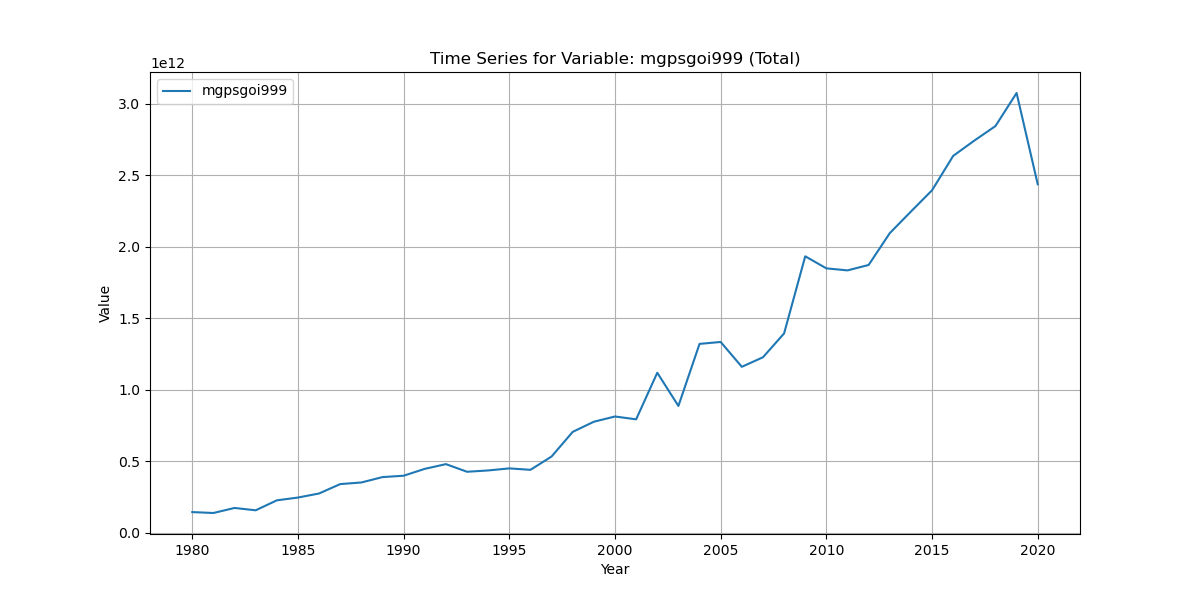 Time Series for Variable: mgpsgoi999 (Total)
1e12
mgpsgoi999
3.0
2.5
2.0
1.5
1.0
0.5
0.0
Value
1980 1985 1990 1995 2000 2005 2010 2015 2020
Year